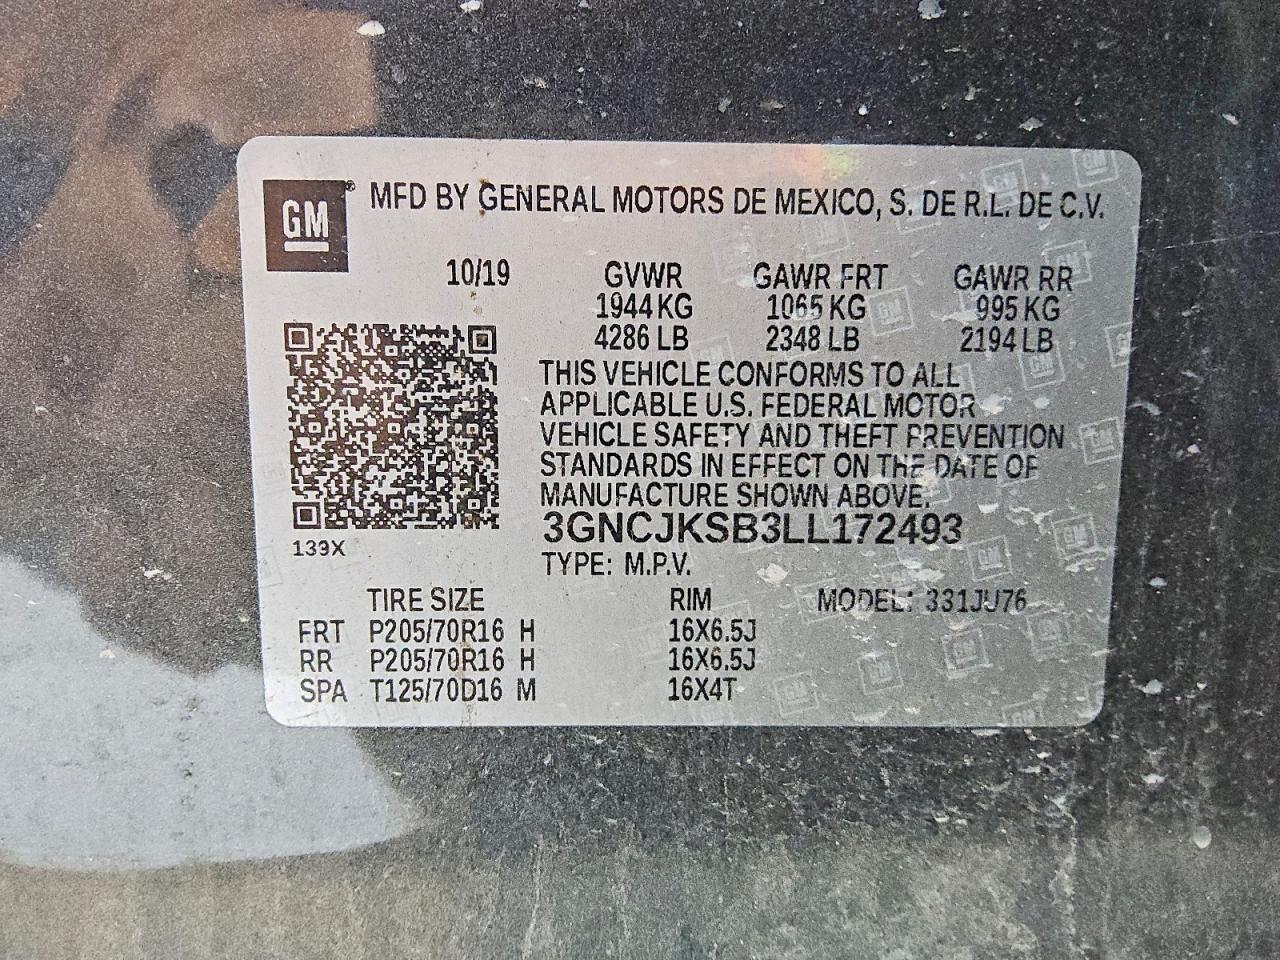 GM® MFD BY GENERAL MOTORS DE MEXICO, S. DE R.L. DE C.V.
10/19 GVWR GAWR FRT GAWR RR
1944 KG 1065 KG 995 KG
4286 LB 2348 LB 2194 LB
THIS VEHICLE CONFORMS TO ALL
APPLICABLE U.S. FEDERAL MOTOR
VEHICLE SAFETY AND THEFT PREVENTION
STANDARDS IN EFFECT ON THE DATE OF
MANUFACTURE SHOWN ABOVE.
3GNCJKSB3LL172493
139X
TYPE: M.P.V.
TIRE SIZE RIM MODEL: 331JU76
FRT P205/70R16 H 16X6.5J
RR P205/70R16 H 16X6.5J
SPA T125/70D16 M 16X4T